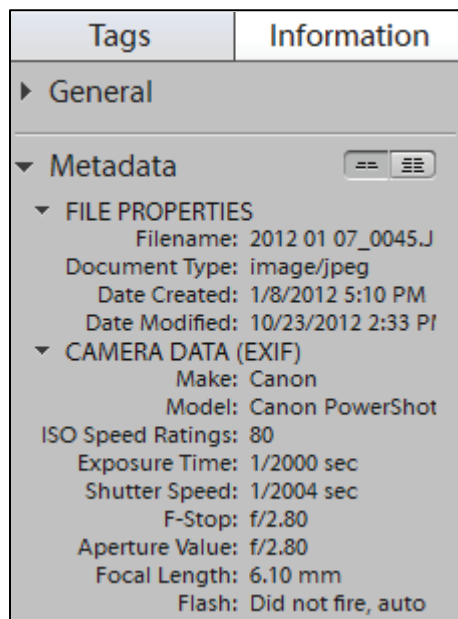 Tags Information
General
Metadata
FILE PROPERTIES
Filename: 2012 01 07_0045.J
Document Type: image/jpeg
Date Created: 1/8/2012 5:10 PM
Date Modified: 10/23/2012 2:33 PM
CAMERA DATA (EXIF)
Make: Canon
Model: Canon PowerShot
ISO Speed Ratings: 80
Exposure Time: 1/2000 sec
Shutter Speed: 1/2004 sec
F-Stop: f/2.80
Aperture Value: f/2.80
Focal Length: 6.10 mm
Flash: Did not fire, auto